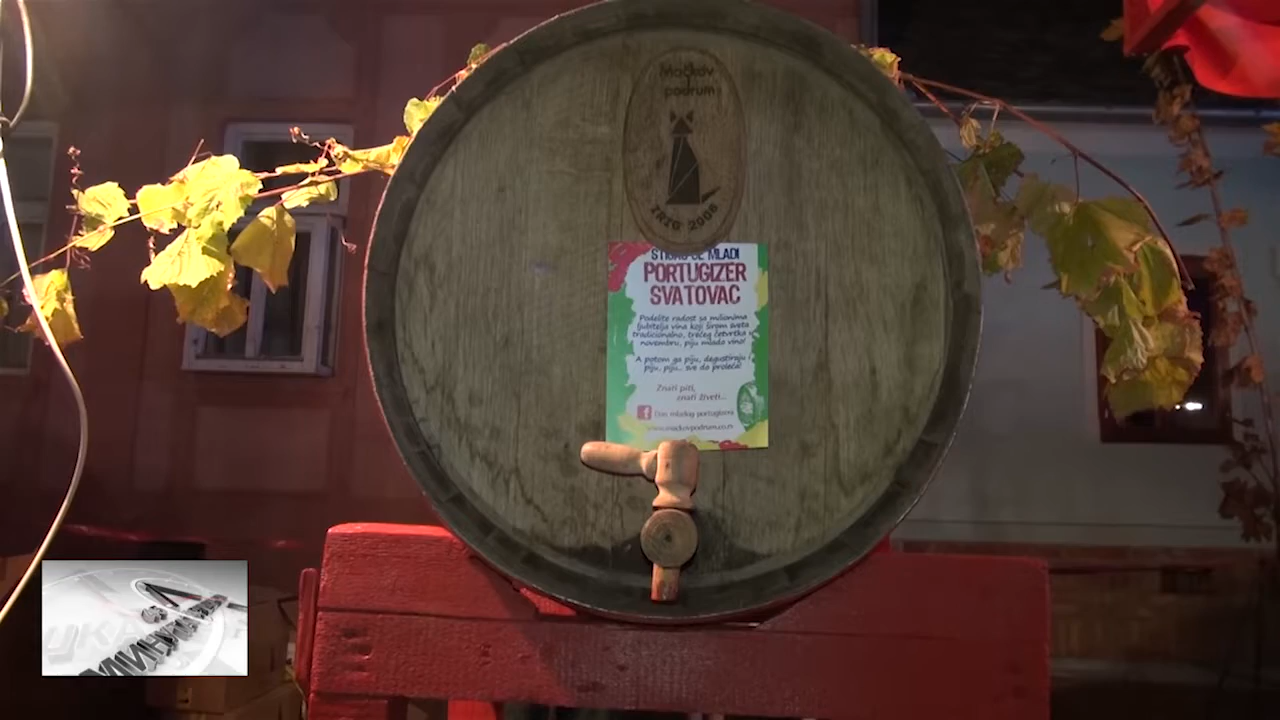 Mačkov
podrum
IRIG 2006
STIGAO JE MLADI
PORTUGIZER
SVATOVAC
Podelite radost sa milionima
ljubitelja vina koji širom sveta
tradicionalno, trećeg četvrtka u
novembru, piju mlado vino!
A potom ga piju, degustiraju i
piju, piju... sve do proleća!
Znati piti,
znati živeti...
Dan mladog portugizera
www.mackovpodrum.co.rs